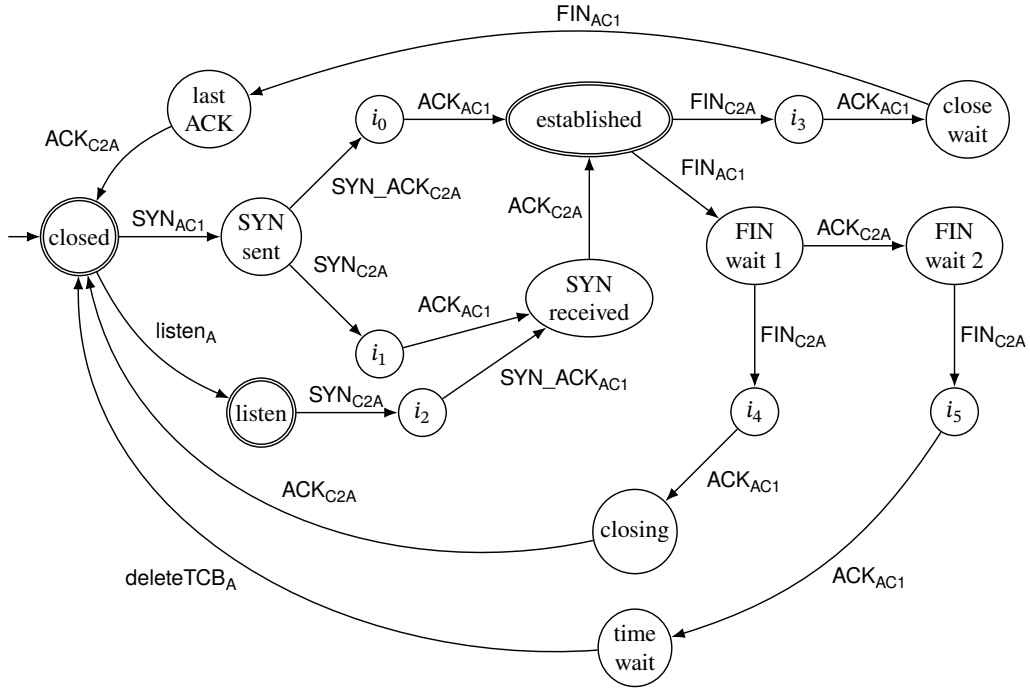 FIN_AC1
last
ACK
i_0
ACK_AC1
established
FIN_C2A
i_3
ACK_AC1
close
wait
ACK_C2A
SYN_ACK_C2A
FIN_AC1
closed
SYN_AC1
SYN
sent
ACK_C2A
FIN
wait 1
ACK_C2A
FIN
wait 2
SYN_C2A
SYN
received
ACK_AC1
listen_A
i_1
FIN_C2A
FIN_C2A
SYN_ACK_AC1
listen
SYN_C2A
i_2
i_4
i_5
ACK_C2A
ACK_AC1
closing
deleteTCB_A
ACK_AC1
time
wait